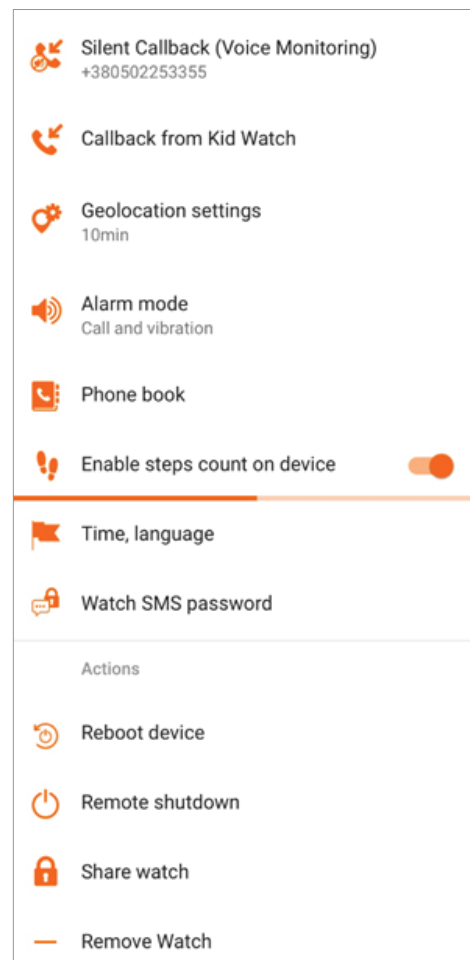 Silent Callback (Voice Monitoring)
+380502253355
Callback from Kid Watch
Geolocation settings
10min
Alarm mode
Call and vibration
Phone book
Enable steps count on device
Time, language
Watch SMS password
Actions
Reboot device
Remote shutdown
Share watch
Remove Watch